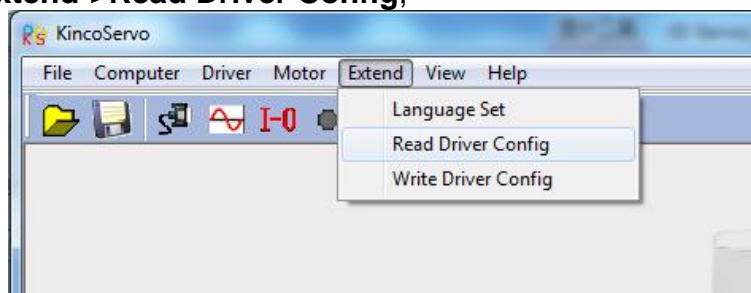 xtend->Read Driver Config,
KincoServo
File Computer Driver Motor Extend View Help
I-0
Language Set
Read Driver Config
Write Driver Config